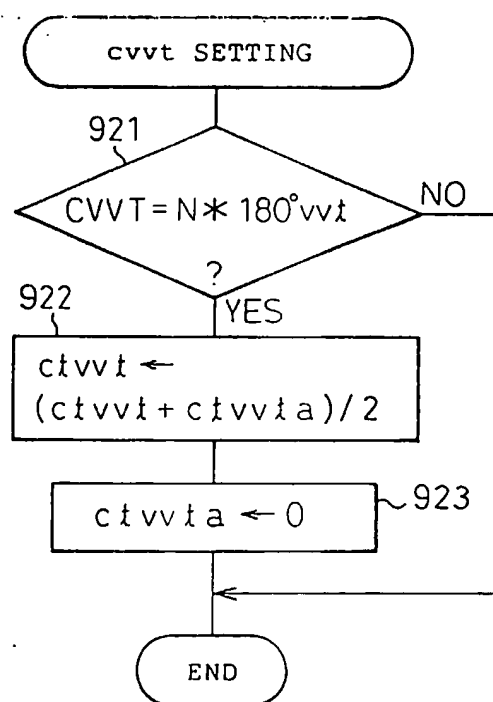 cvvt SETTING
921
CVVT=N* 180°vvt
?
NO
YES
922
ctvvt ←
(ctvvt+ctvvta)/2
ctvvta ← 0
923
END